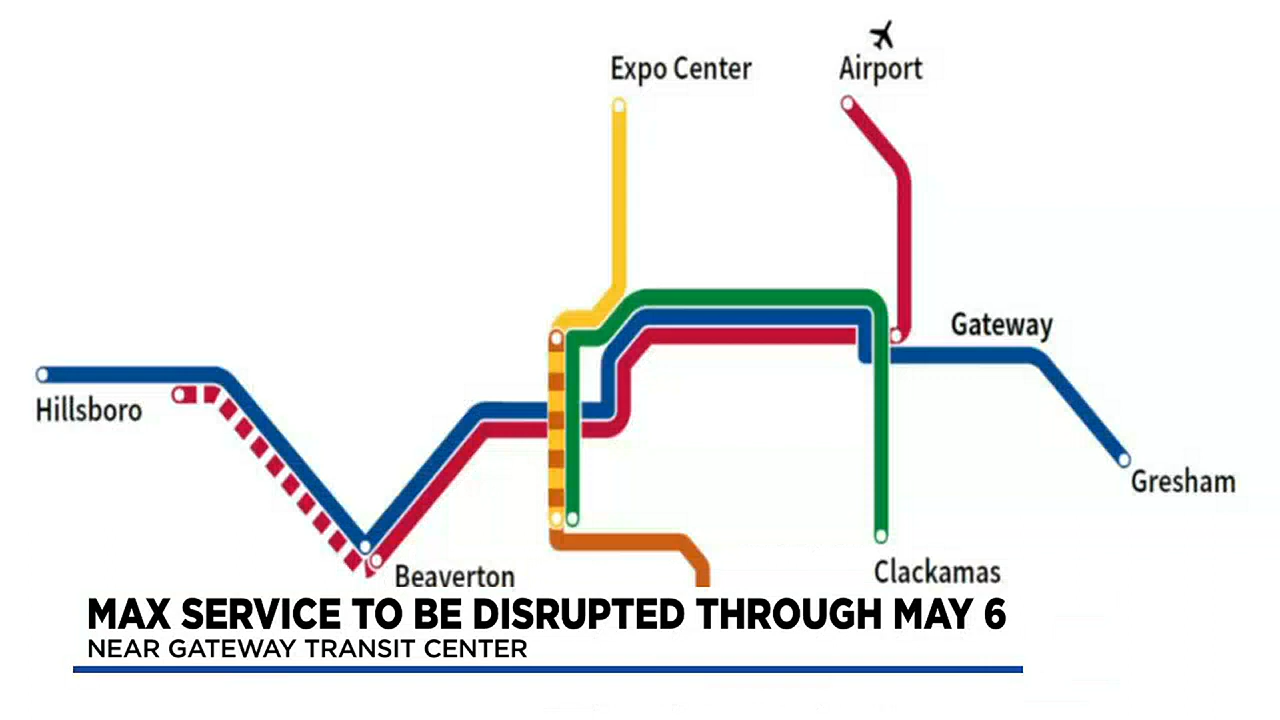 Expo Center
Airport
Gateway
Hillsboro
Gresham
Beaverton
Clackamas
MAX SERVICE TO BE DISRUPTED THROUGH MAY 6
NEAR GATEWAY TRANSIT CENTER